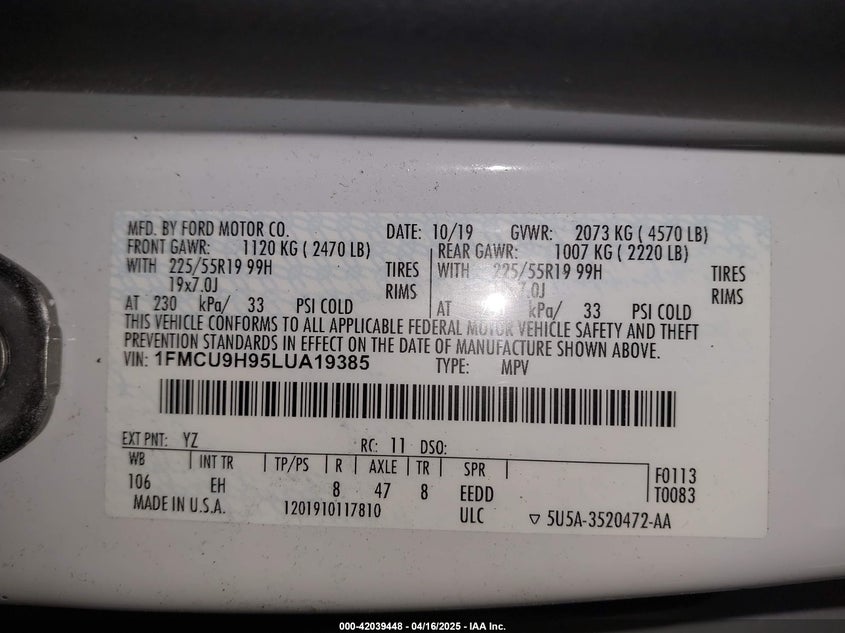 MFD. BY FORD MOTOR CO. DATE: 10/19 GVWR: 2073 KG ( 4570 LB)
FRONT GAWR: 1120 KG ( 2470 LB) REAR GAWR: 1007 KG ( 2220 LB)
WITH 225/55R19 99H TIRES WITH 225/55R19 99H TIRES
19x7.0J RIMS 7.0J RIMS
AT 230 kPa/ 33 PSI COLD AT kPa/ 33 PSI COLD
THIS VEHICLE CONFORMS TO ALL APPLICABLE FEDERAL MOTOR VEHICLE SAFETY AND THEFT
PREVENTION STANDARDS IN EFFECT ON THE DATE OF MANUFACTURE SHOWN ABOVE.
VIN: 1FMCU9H95LUA19385 TYPE: MPV
EXT PNT: YZ RC: 11 DSO:
WB INT TR TP/PS R AXLE TR SPR F0113
106 EH 8 47 8 EEDD T0083
MADE IN U.S.A. 1201910117810 ULC ▽ 5U5A-3520472-AA
000-42039448 - 04/16/2025 - IAA Inc.